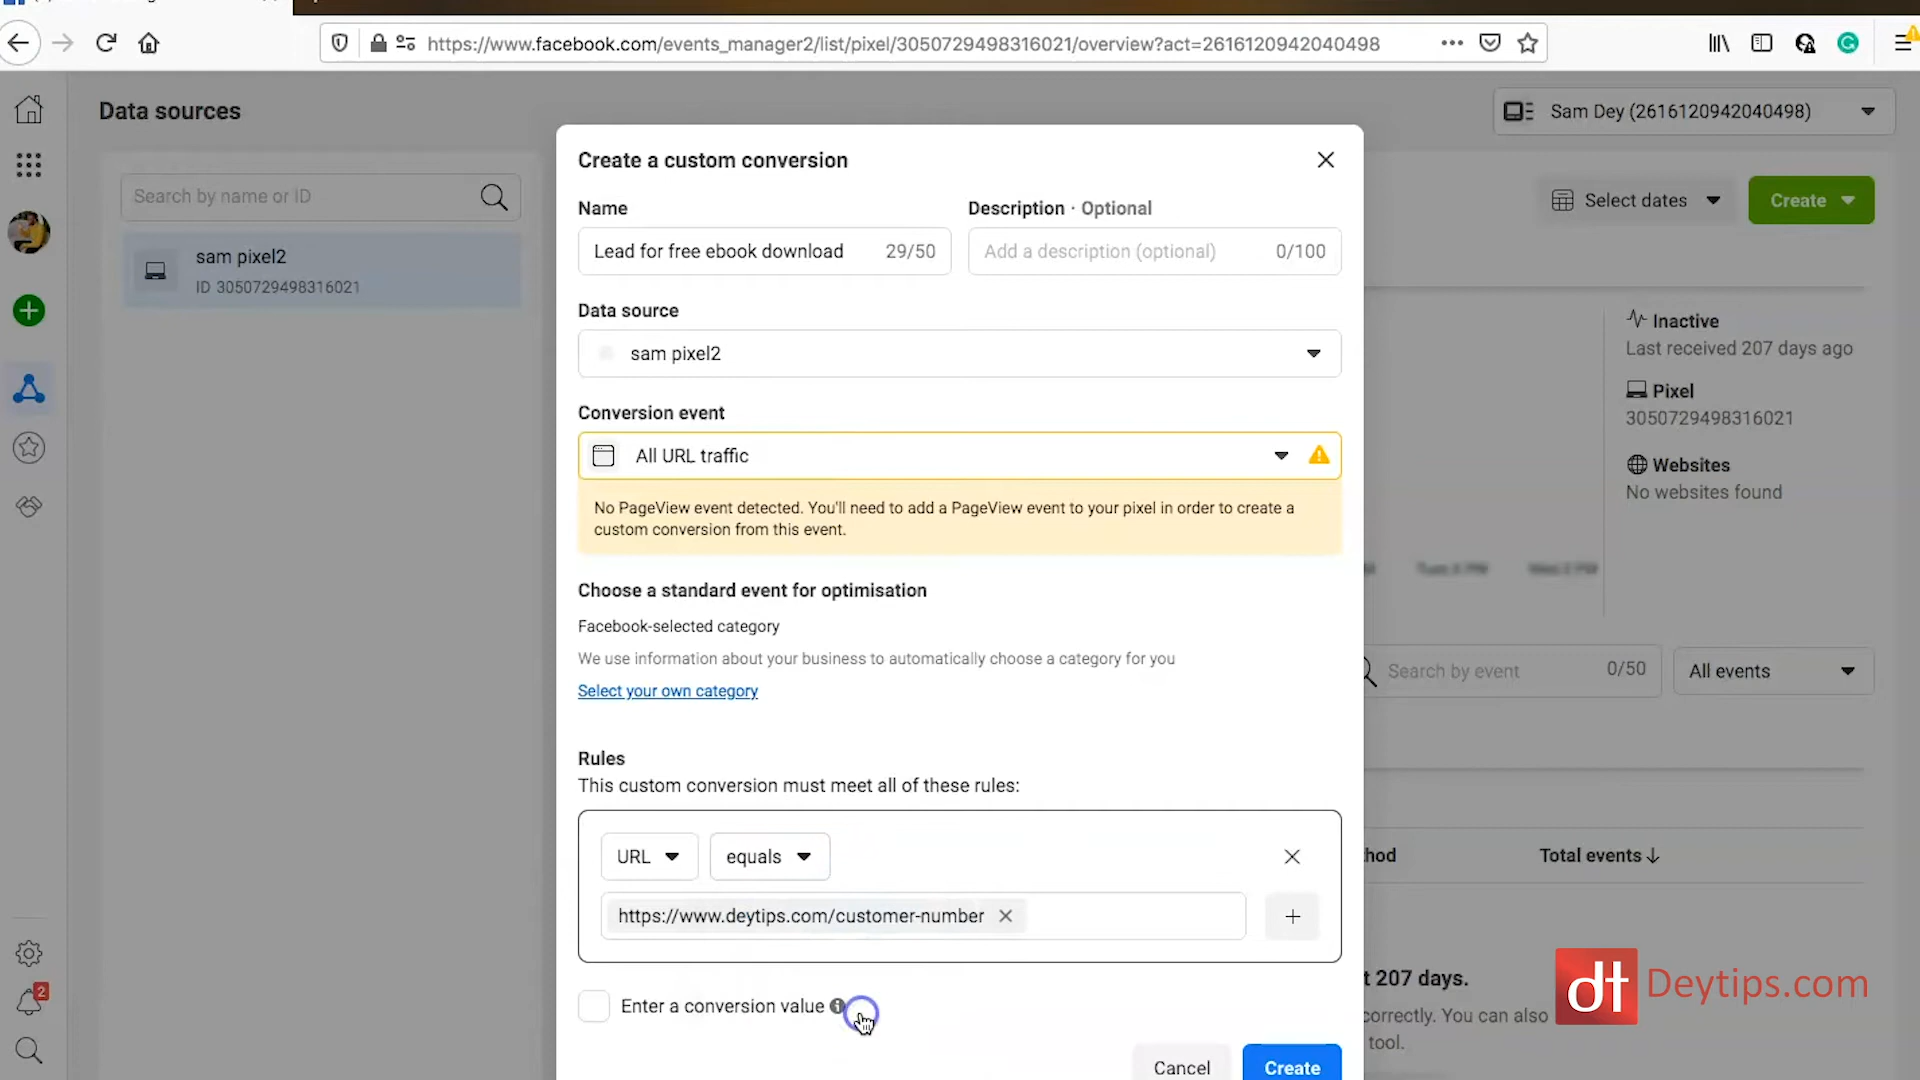 https://www.facebook.com/events_manager2/list/pixel/3050729498316021/overview?act=2616120942040498
Data sources
Sam Dey (2616120942040498)
Search by name or ID
sam pixel2
ID 3050729498316021
2
Create a custom conversion
Name
Description · Optional
Lead for free ebook download 29/50
Add a description (optional) 0/100
Data source
sam pixel2
Conversion event
All URL traffic
No PageView event detected. You'll need to add a PageView event to your pixel in order to create a
custom conversion from this event.
Choose a standard event for optimisation
Facebook-selected category
We use information about your business to automatically choose a category for you
Select your own category
Rules
This custom conversion must meet all of these rules:
URL equals
https://www.deytips.com/customer-number
Enter a conversion value
Cancel Create
Select dates Create
Inactive
Last received 207 days ago
Pixel
3050729498316021
Websites
No websites found
Search by event 0/50 All events
Total events
207 days.
correctly. You can also
tool.
dt Deytips.com